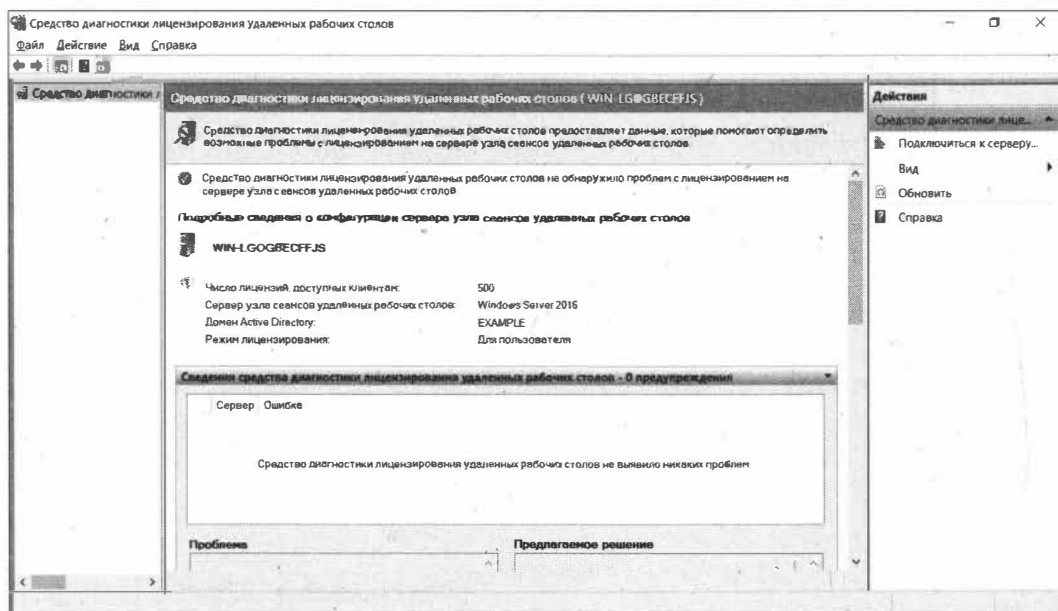 Средство диагностики лицензирования удаленных рабочих столов
Файл Действие Вид Справка
Средство диагностики л
Средство диагностики лицензирования удаленных рабочих столов ( WIN-LGOGBECFFJS )
Средство диагностики лицензирования удаленных рабочих столов предоставляет данные, которые помогают определить
возможные проблемы с лицензированием на сервере узла сеансов удаленных рабочих столов
Средство диагностики лицензирования удаленных рабочих столов не обнаружило проблем с лицензированием на
сервере узла сеансов удаленных рабочих столов
Подробные сведения о конфигурации сервера узла сеансов удаленных рабочих столов
WIN-LGOGBECFFJS
Число лицензий, доступных клиентам: 500
Сервер узла сеансов удаленных рабочих столов: Windows Server 2016
Домен Active Directory: EXAMPLE
Режим лицензирования: Для пользователя
Сведения средства диагностики лицензирования удаленных рабочих столов - 0 предупреждения
Сервер Ошибка
Средство диагностики лицензирования удаленных рабочих столов не выявило никаких проблем
Проблема Предлагаемое решение
Действия
Средство диагностики лице...
Подключиться к серверу...
Вид
Обновить
Справка